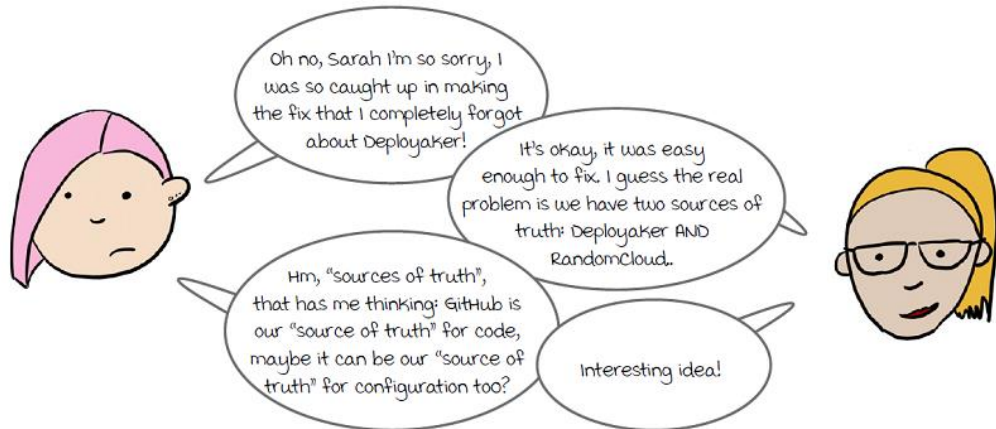 Oh no, Sarah I'm so sorry, I
was so caught up in making
the fix that I completely forgot
about Deployaker!
It's okay, it was easy
enough to fix. I guess the real
problem is we have two sources of
truth: Deployaker AND
RandomCloud..
Hm, "sources of truth",
that has me thinking: GitHub is
our "source of truth" for code,
maybe it can be our "source of
truth" for configuration too?
Interesting idea!